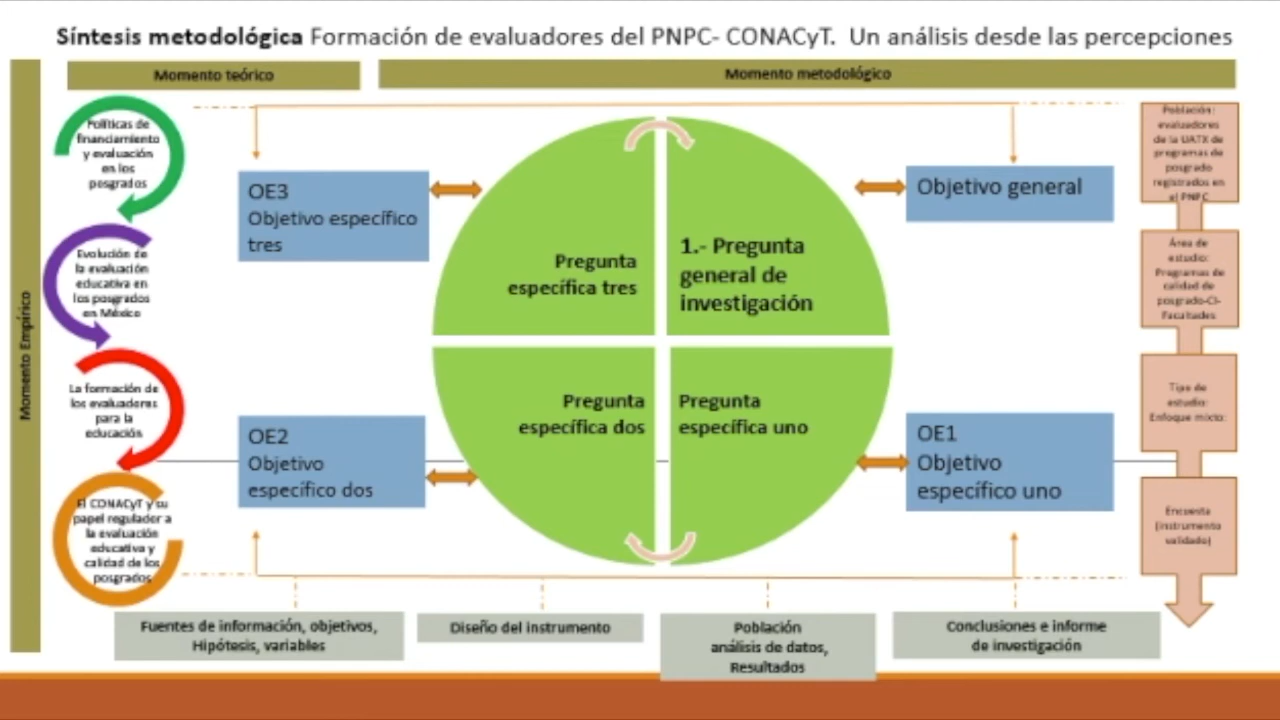 Síntesis metodológica Formación de evaluadores del PNPC- CONACyT. Un análisis desde las percepciones
Momento teórico
Momento metodológico
Momento Empírico
Políticas de
financiamiento
y evaluación
en los
posgrados
Evolución de
la evaluación
educativa en
los posgrados
en México
La formación de
los evaluadores
para la
educación
El CONACyT y su
papel regulador a
la evaluación
educativa y
calidad de los
posgrados
OE3
Objetivo específico
tres
Objetivo general
Pregunta
específica tres
1.- Pregunta
general de
investigación
Pregunta
específica dos
Pregunta
específica uno
OE2
Objetivo
específico dos
OE1
Objetivo
específico uno
Población:
evaluadores
de la UATX de
programas de
posgrado
registrados en
el PNPC
Área de
estudio:
Programas de
calidad de
posgrado-CI-
Facultades
Tipo de
estudio:
Enfoque mixto:
Encuesta
(instrumento
validado)
Fuentes de información, objetivos,
Hipótesis, variables
Diseño del instrumento
Población
análisis de datos,
Resultados
Conclusiones e informe
de investigación